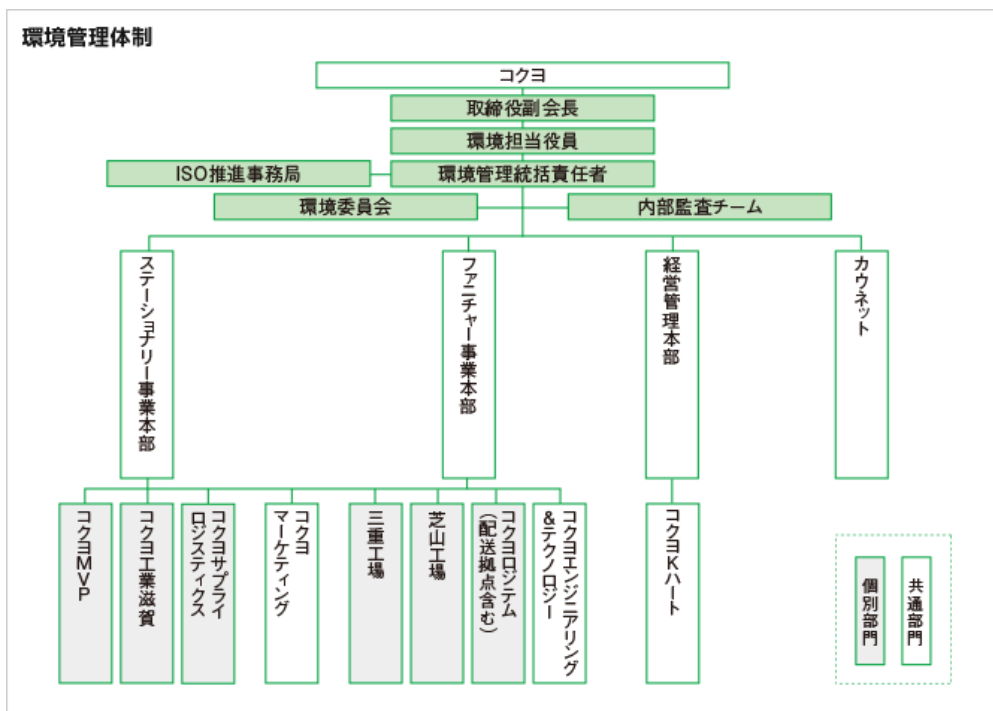 環境管理体制
コクヨ
取締役副会長
環境担当役員
ISO推進事務局
環境管理統括責任者
環境委員会
内部監査チーム
ステーショナリー事業本部
ファニチャー事業本部
経営管理本部
カウネット
コクヨMVP
コクヨ工業滋賀
コクヨサプライ
ロジスティクス
コクヨ
マーケティング
三重工場
芝山工場
コクヨロジテム
(配送拠点含む)
コクヨエンジニアリング
&テクノロジー
コクヨKハート
個別部門
共通部門